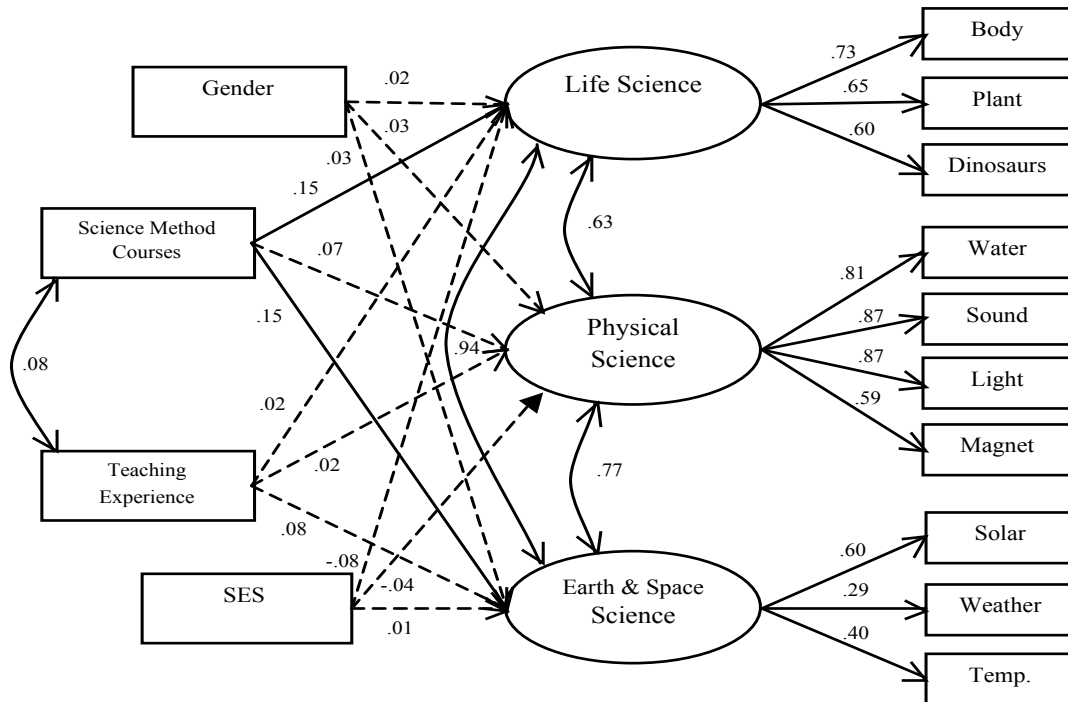 Body
.73
Gender
.02
Life Science
.65
Plant
.03
.60
Dinosaurs
.03
.15
Science Method
Courses
.07
.63
Water
.81
.15
Physical
Science
.87
Sound
.94
.87
Light
.08
.59
Magnet
.02
Teaching
Experience
.02
.77
.08
Solar
.60
-.08
-.04
SES
Earth & Space
Science
.29
Weather
.01
.40
Temp.